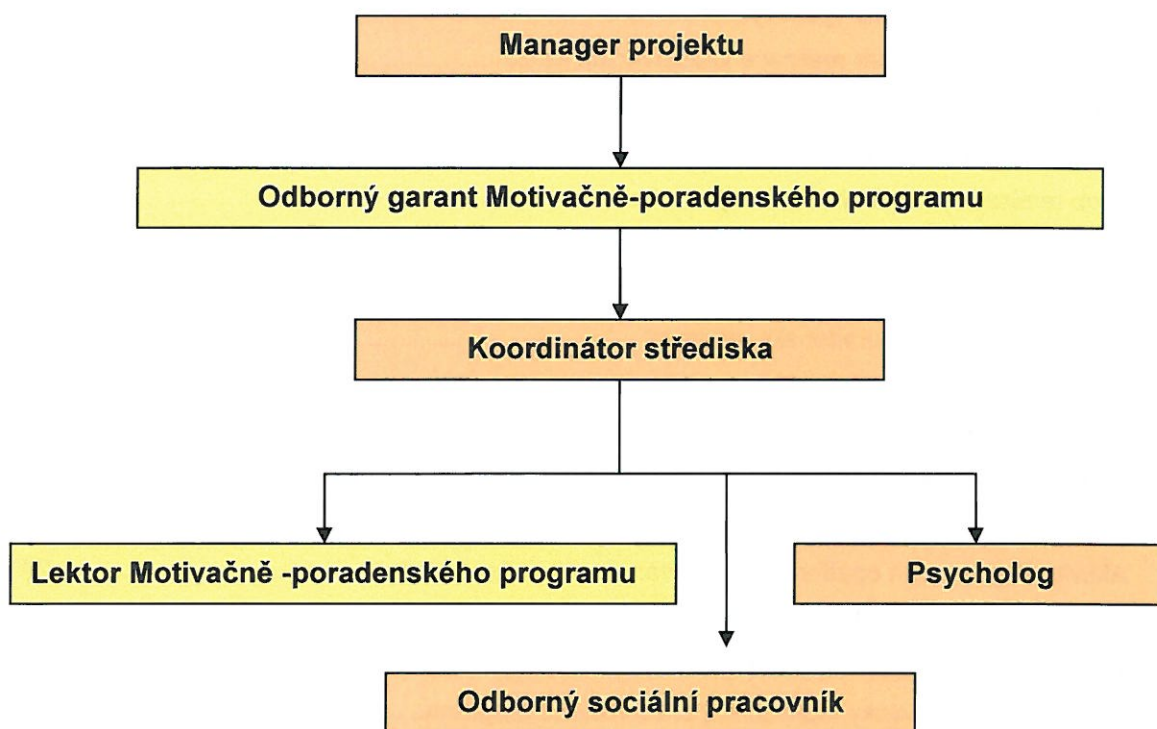 Manager projektu
Odborný garant Motivačně-poradenského programu
Koordinátor střediska
Lektor Motivačně -poradenského programu
Psycholog
Odborný sociální pracovník